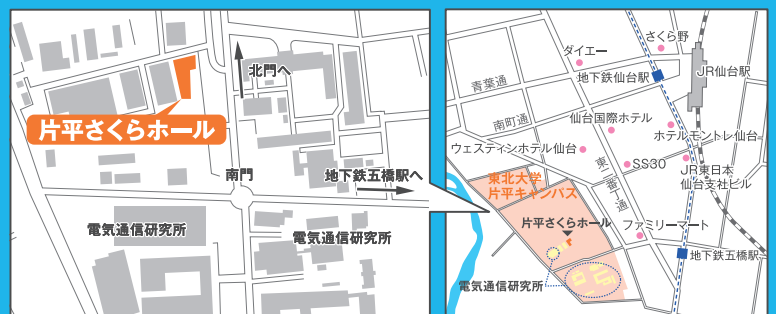 北門へ
片平さくらホール
南門
地下鉄五橋駅へ
電気通信研究所
電気通信研究所
さくら野
ダイエー
JR仙台駅
地下鉄仙台駅
青葉通
仙台国際ホテル
南町通
ホテルモントレ仙台
ウェスティンホテル仙台
東二番丁通
SS30
JR東日本
仙台支社ビル
東北大学
片平キャンパス
片平さくらホール
ファミリーマート
地下鉄五橋駅
電気通信研究所